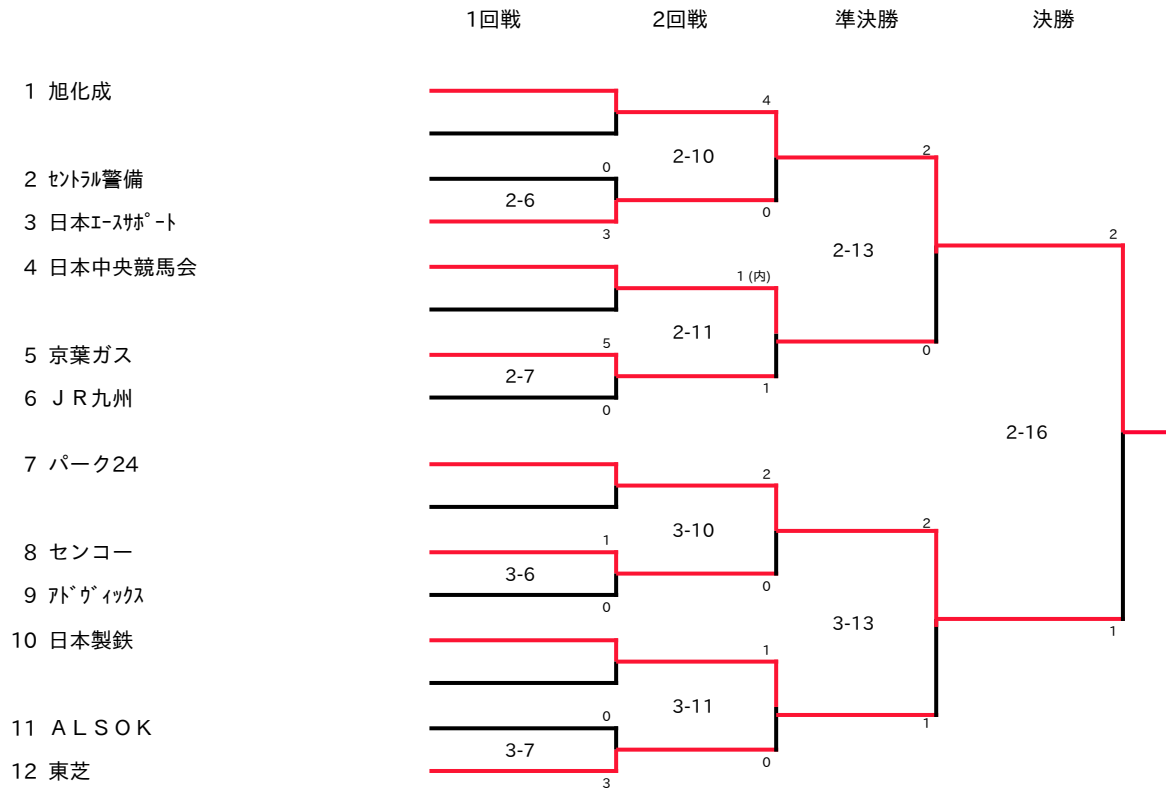 1回戦 2回戦 準決勝 決勝
1 旭化成
4
2-10
2
2 ｾﾝﾄﾗﾙ警備
0
2-6
3 日本ｴｰｽｻﾎﾟｰﾄ
3
0
2-13
2
4 日本中央競馬会
1 (内)
2-11
5 京葉ガス
5
2-7
0
6 ＪＲ九州
0
1
2-16
7 パーク24
2
3-10
2
8 センコー
1
3-6
0
9 ｱﾄﾞｳﾞｨｯｸｽ
0
3-13
1
10 日本製鉄
1
3-11
11 ＡＬＳＯＫ
0
1
3-7
0
12 東芝
3